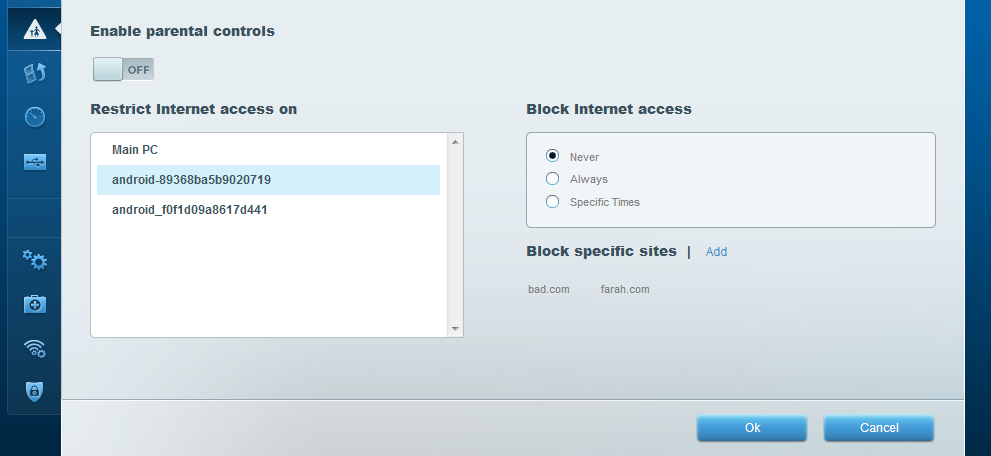 Enable parental controls
OFF
Restrict Internet access on
Main PC
android-89368ba5b9020719
android_f0f1d09a8617d441
Block Internet access
Never
Always
Specific Times
Block specific sites | Add
bad.com farah.com
Ok Cancel